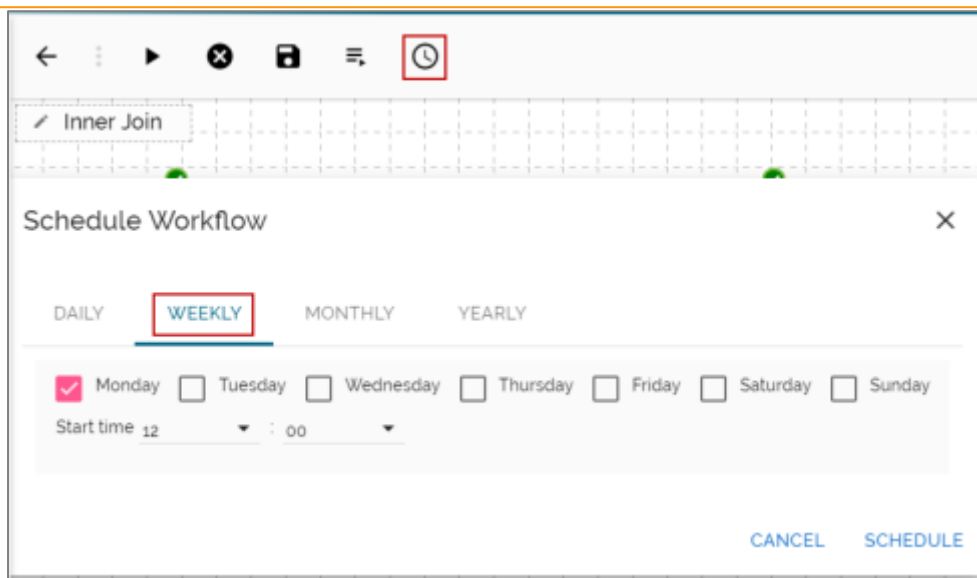 Inner Join
Schedule Workflow
DAILY WEEKLY MONTHLY YEARLY
Monday Tuesday Wednesday Thursday Friday Saturday Sunday
Start time 12 : 00
CANCEL SCHEDULE